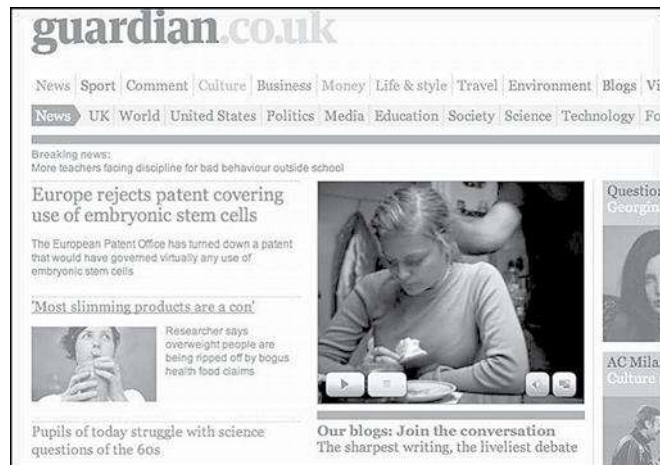 guardian.co.uk
News Sport Comment Culture Business Money Life & style Travel Environment Blogs
News UK World United States Politics Media Education Society Science Technology
Breaking news:
More teachers facing discipline for bad behaviour outside school
Europe rejects patent covering
use of embryonic stem cells
The European Patent Office has turned down a patent
that would have governed virtually any use of
embryonic stem cells
'Most slimming products are a con'
Researcher says
overweight people are
being ripped off by bogus
health food claims
Pupils of today struggle with science
questions of the 60s
Our blogs: Join the conversation
The sharpest writing, the liveliest debate
Question
Georgin
AC Mila
Culture